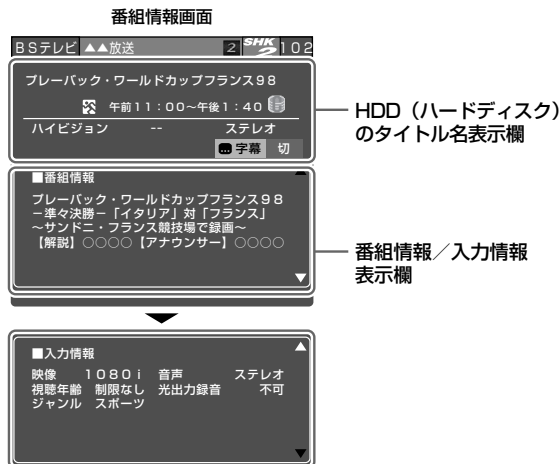 番組情報画面
BSテレビ ▲▲放送 2 SHK 2 102
プレーバック・ワールドカップフランス98
午前11:00～午後1:40
ハイビジョン -- ステレオ
字幕 切
HDD（ハードディスク）
のタイトル名表示欄
■番組情報
プレーバック・ワールドカップフランス98
－準々決勝－「イタリア」対「フランス」
～サンドニ・フランス競技場で録画～
【解説】○○○○【アナウンサー】○○○○
番組情報／入力情報
表示欄
■入力情報
映像 1080i 音声 ステレオ
視聴年齢 制限なし 光出力録音 不可
ジャンル スポーツ